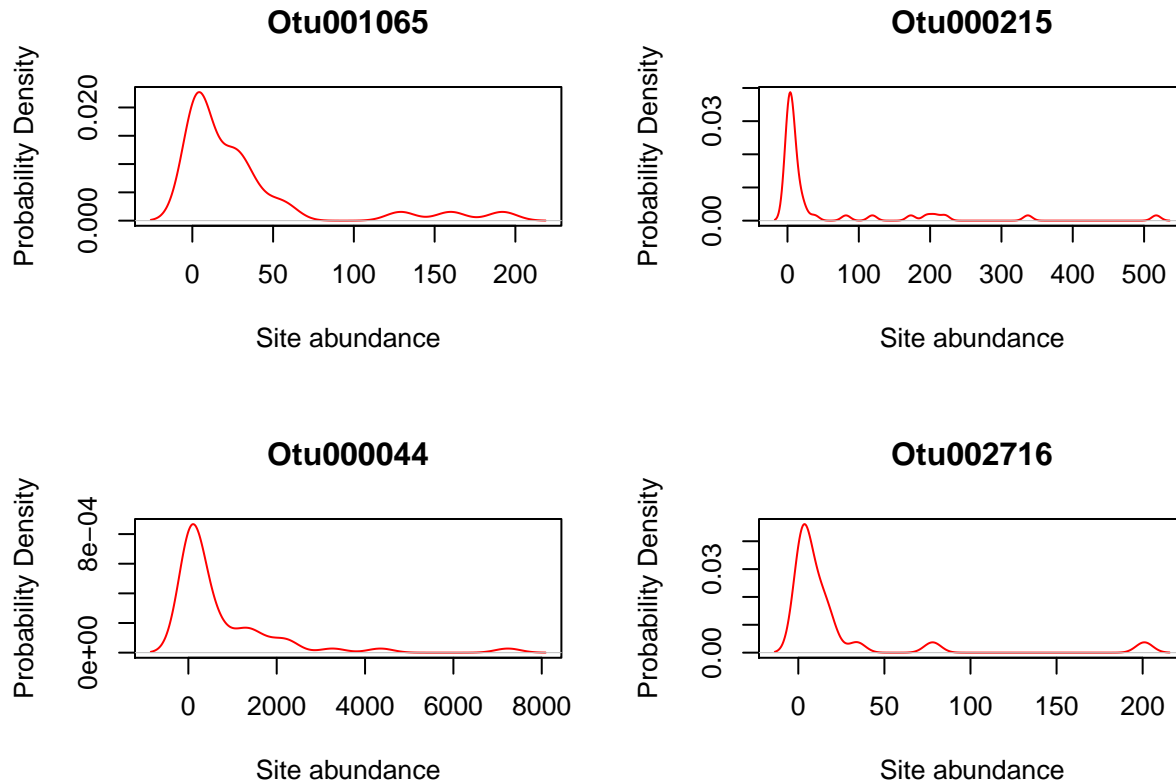 Otu001065
Probability Density
0.000 0.020
0 50 100 150 200
Site abundance
Otu000215
Probability Density
0.00 0.03
0 100 200 300 400 500
Site abundance
Otu000044
Probability Density
0e+00 8e−04
0 2000 4000 6000 8000
Site abundance
Otu002716
Probability Density
0.00 0.03
0 50 100 150 200
Site abundance